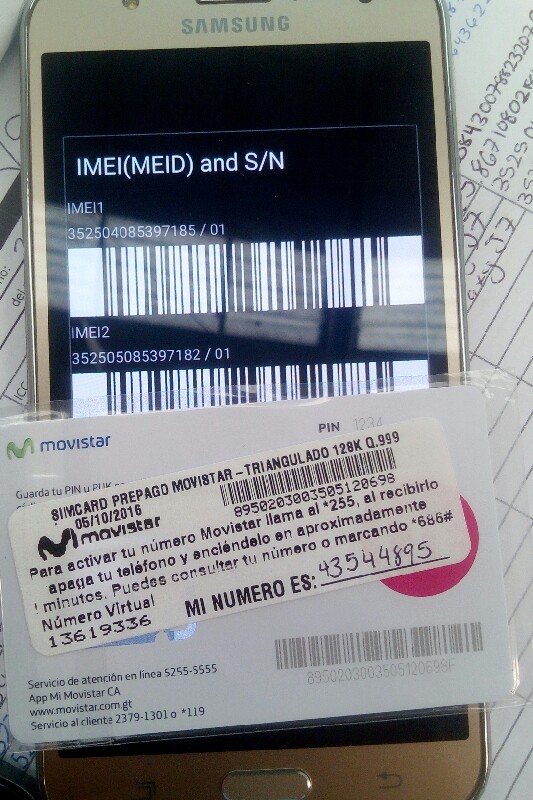 SAMSUNG
IMEI(MEID) and S/N
IMEI1
352504085397185 / 01
IMEI2
352505085397182 / 01
movistar
PIN 1234
Guarda tu PIN y PUK
SIMCARD PREPAGO MOVISTAR -TRIANGULADO 128K Q.999
05/10/2016
8950203003505120698
movistar
Para activar tu número Movistar llama al *255, al recibirlo
apaga tu teléfono y enciéndelo en aproximadamente
! minutos. Puedes consultar tu número o marcando *686#
Número Virtual
13619336
MI NUMERO ES: 43544895
8950203003505120698F
Servicio de atención en línea 5255-5555
App Mi Movistar CA
www.movistar.com.gt
Servicio al cliente 2379-1301 o *119